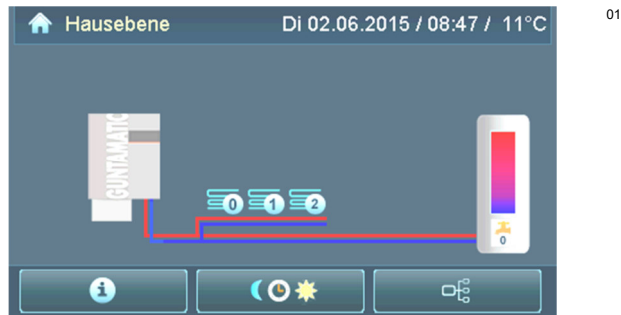 Hausebene Di 02.06.2015 / 08:47 / 11°C
01
GUNTAMATIC
0 1 2
0
i